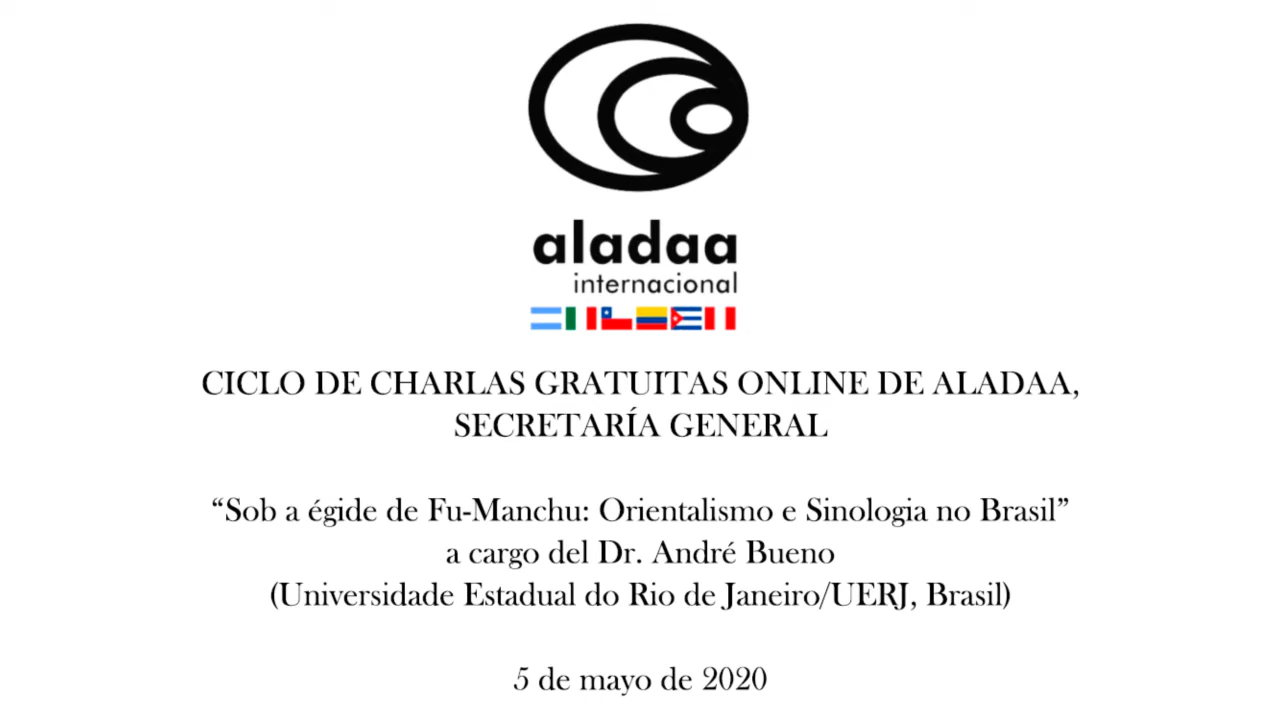 aladaa
internacional
CICLO DE CHARLAS GRATUITAS ONLINE DE ALADAA,
SECRETARÍA GENERAL
“Sob a égide de Fu-Manchu: Orientalismo e Sinologia no Brasil”
a cargo del Dr. André Bueno
(Universidade Estadual do Rio de Janeiro/UERJ, Brasil)
5 de mayo de 2020